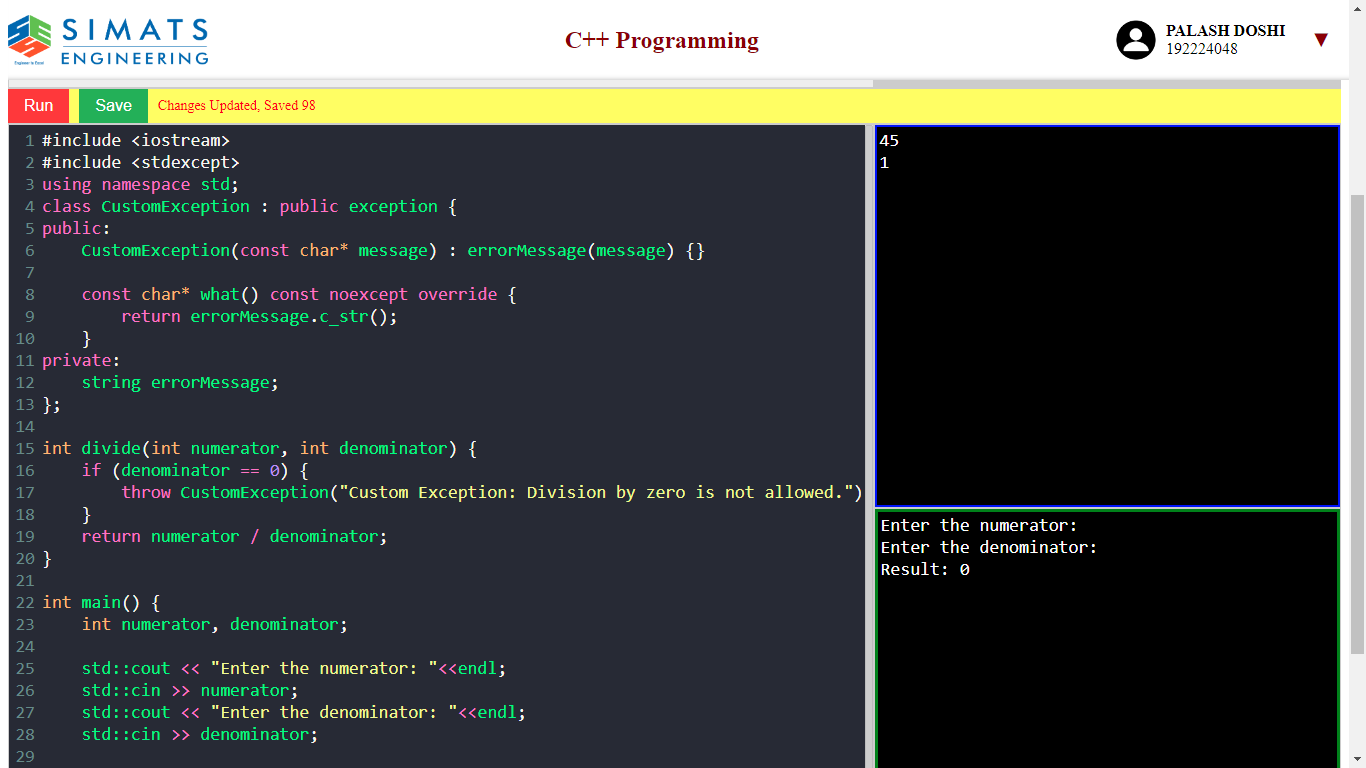 SIMATS
ENGINEERING
Engineer to Excel
C++ Programming
PALASH DOSHI
192224048
▼
Run
Save
Changes Updated, Saved 98
1 #include <iostream>
2 #include <stdexcept>
3 using namespace std;
4 class CustomException : public exception {
5 public:
6     CustomException(const char* message) : errorMessage(message) {}
7
8     const char* what() const noexcept override {
9         return errorMessage.c_str();
10     }
11 private:
12     string errorMessage;
13 };
14
15 int divide(int numerator, int denominator) {
16     if (denominator == 0) {
17         throw CustomException("Custom Exception: Division by zero is not allowed.")
18     }
19     return numerator / denominator;
20 }
21
22 int main() {
23     int numerator, denominator;
24
25     std::cout << "Enter the numerator: "<<endl;
26     std::cin >> numerator;
27     std::cout << "Enter the denominator: "<<endl;
28     std::cin >> denominator;
29
45
1
Enter the numerator:
Enter the denominator:
Result: 0